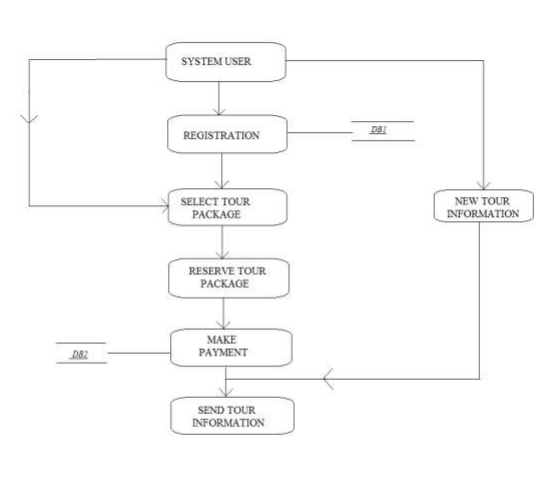 SYSTEM USER
REGISTRATION
DB1
SELECT TOUR
PACKAGE
NEW TOUR
INFORMATION
RESERVE TOUR
PACKAGE
MAKE
PAYMENT
DB2
SEND TOUR
INFORMATION